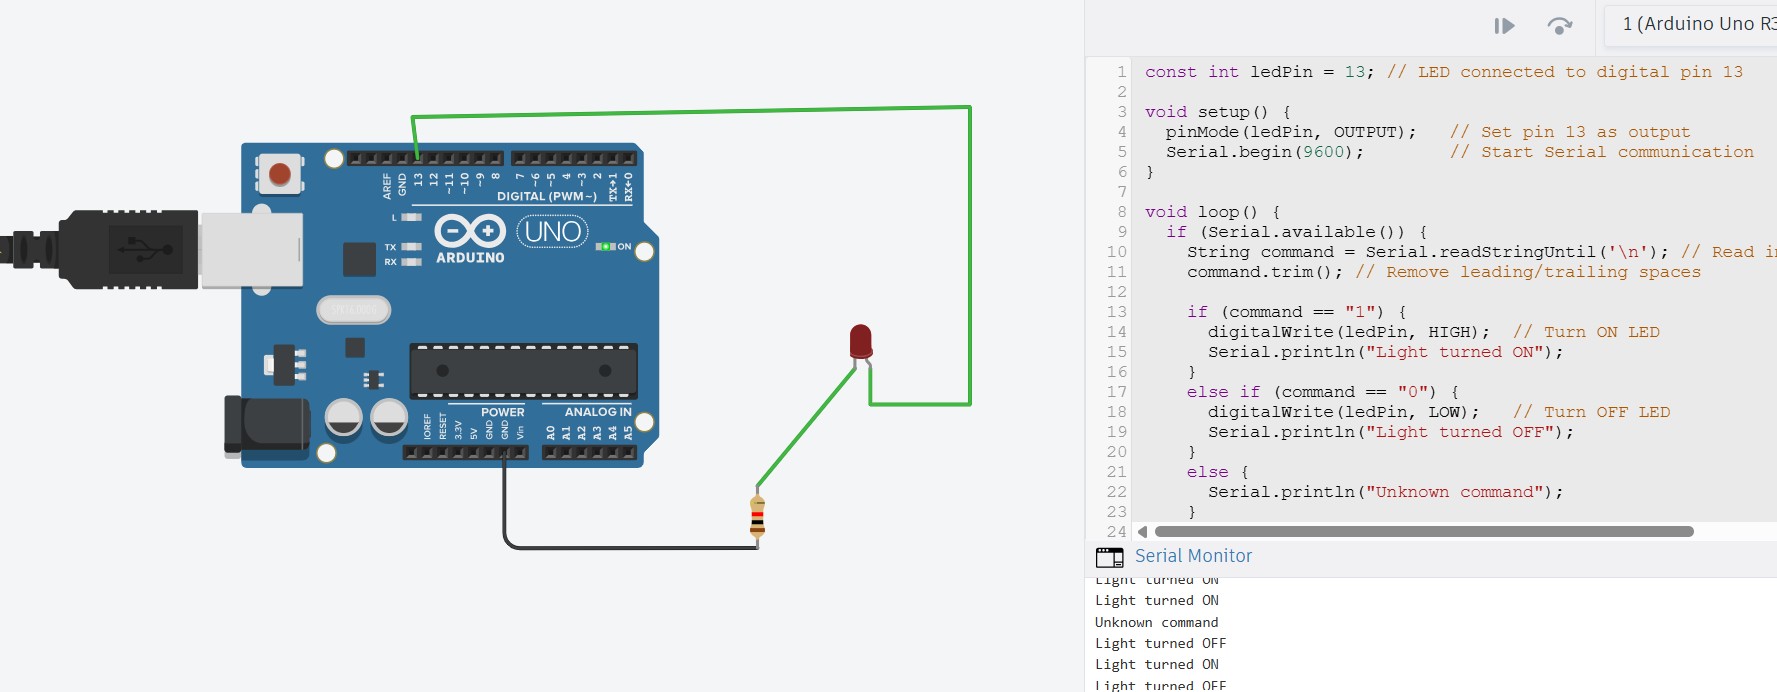 1 (Arduino Uno R3
AREF
GND
13
12
~11
~10
~9
8
7
~6
~5
4
~3
2
TX→1
RX←0
DIGITAL (PWM~)
L
TX
RX
UNO
ON
ARDUINO
POWER
ANALOG IN
IOREF
RESET
3.3V
5V
GND
GND
Vin
A0
A1
A2
A3
A4
A5
1 const int ledPin = 13; // LED connected to digital pin 13
2
3 void setup() {
4 pinMode(ledPin, OUTPUT); // Set pin 13 as output
5 Serial.begin(9600); // Start Serial communication
6 }
7
8 void loop() {
9 if (Serial.available()) {
10 String command = Serial.readStringUntil('\n'); // Read
11 command.trim(); // Remove leading/trailing spaces
12
13 if (command == "1") {
14 digitalWrite(ledPin, HIGH); // Turn ON LED
15 Serial.println("Light turned ON");
16 }
17 else if (command == "0") {
18 digitalWrite(ledPin, LOW); // Turn OFF LED
19 Serial.println("Light turned OFF");
20 }
21 else {
22 Serial.println("Unknown command");
23 }
24
Serial Monitor
Light turned ON
Light turned ON
Unknown command
Light turned OFF
Light turned ON
Light turned OFF